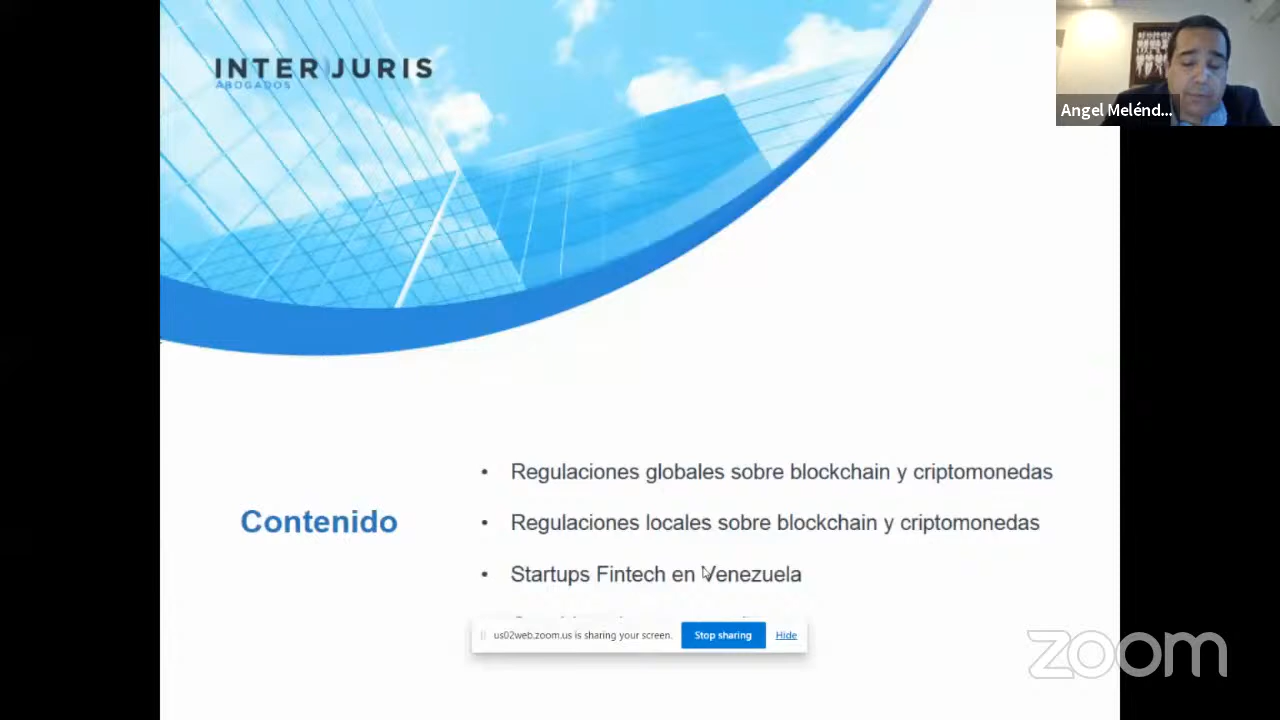 INTER JURIS
ABOGADOS
Angel Melénd...
• Regulaciones globales sobre blockchain y criptomonedas
Contenido
• Regulaciones locales sobre blockchain y criptomonedas
• Startups Fintech en Venezuela
us02web.zoom.us is sharing your screen.
Stop sharing
Hide
zoom